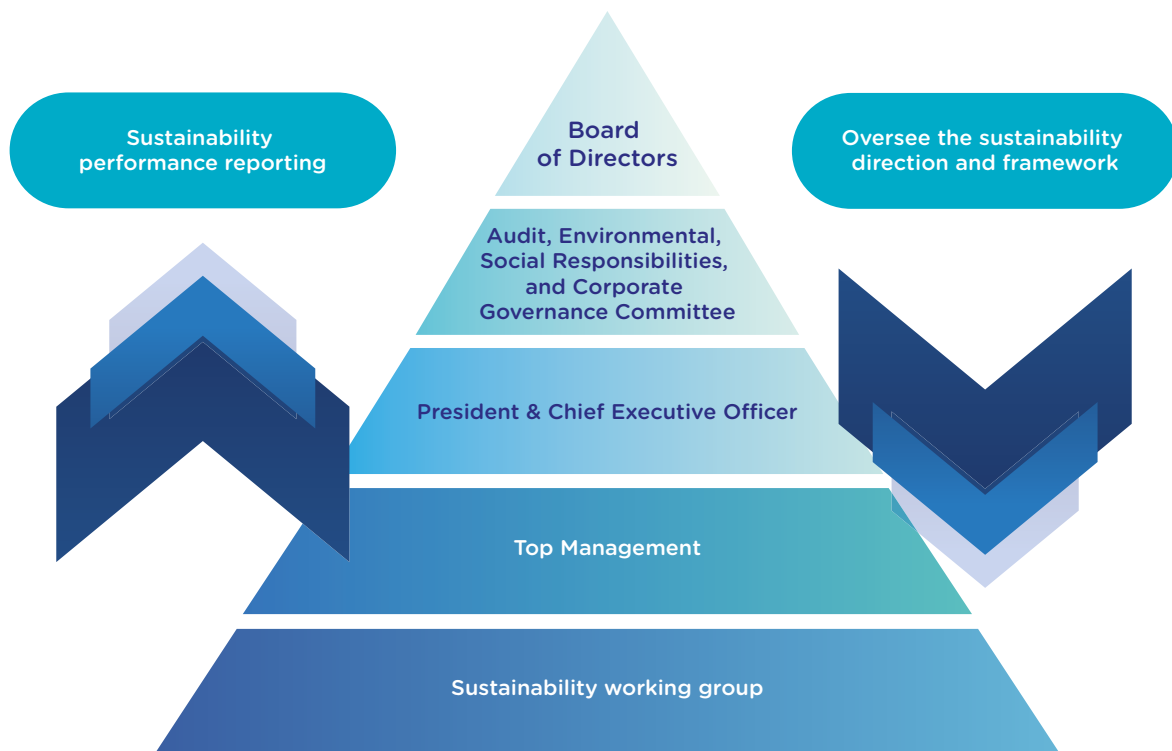 Sustainability
performance reporting
Oversee the sustainability
direction and framework
Board
of Directors
Audit, Environmental,
Social Responsibilities,
and Corporate
Governance Committee
President & Chief Executive Officer
Top Management
Sustainability working group